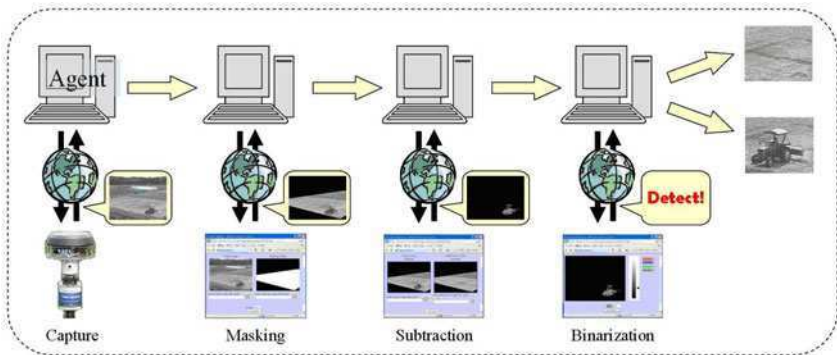 Agent
Detect!
Capture
Masking
Subtraction
Binarization